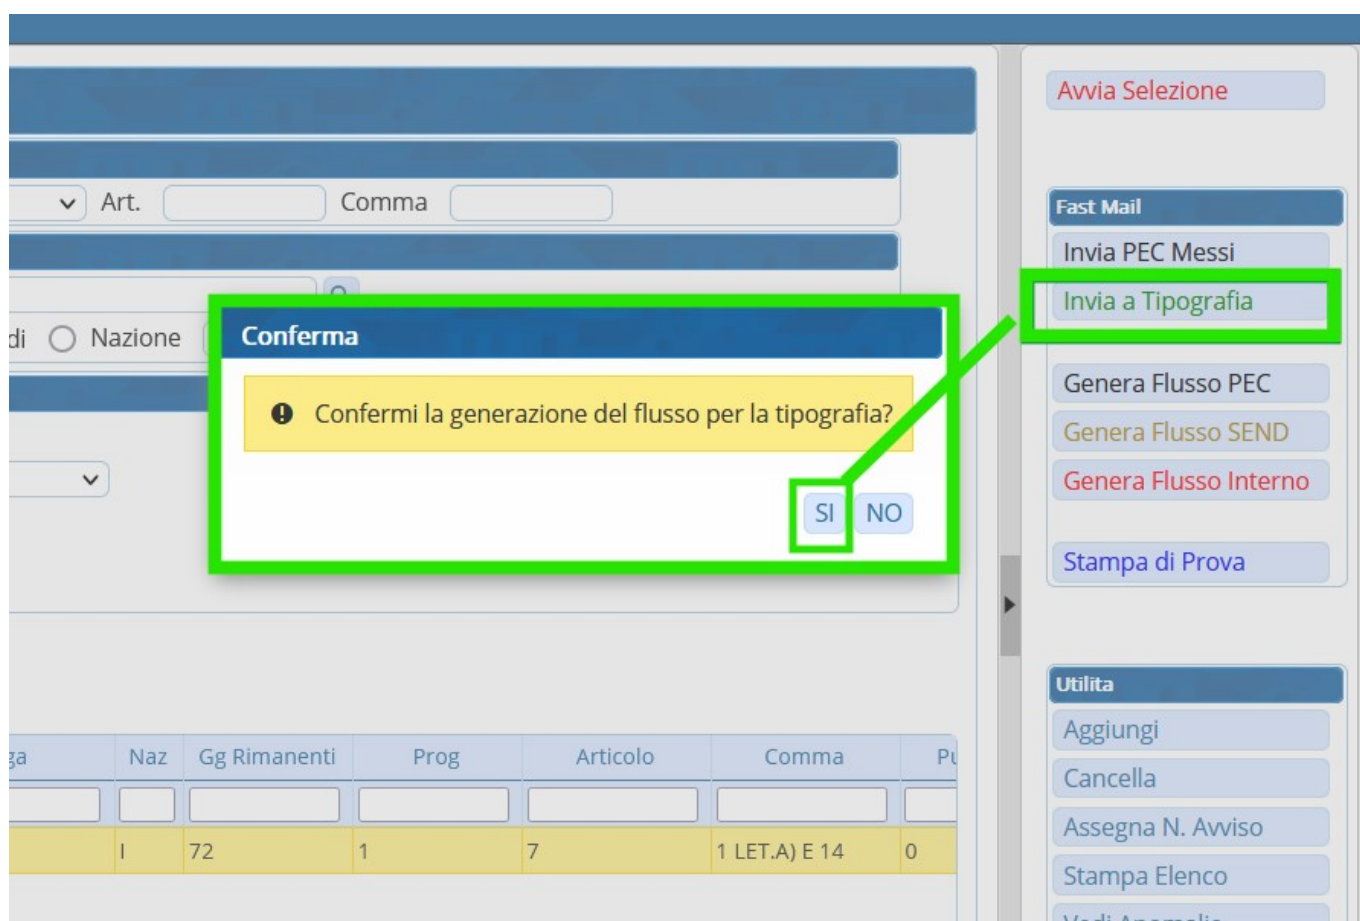 Avvia Selezione
Fast Mail
Art. Comma
Invia PEC Messi
Invia a Tipografia
di Nazione
Conferma
Genera Flusso PEC
Confermi la generazione del flusso per la tipografia?
Genera Flusso SEND
Genera Flusso Interno
SI NO
Stampa di Prova
Utilita
Aggiungi
ga Naz Gg Rimanenti Prog Articolo Comma
Cancella
Assegna N. Avviso
I 72 1 7 1 LET.A) E 14 0
Stampa Elenco